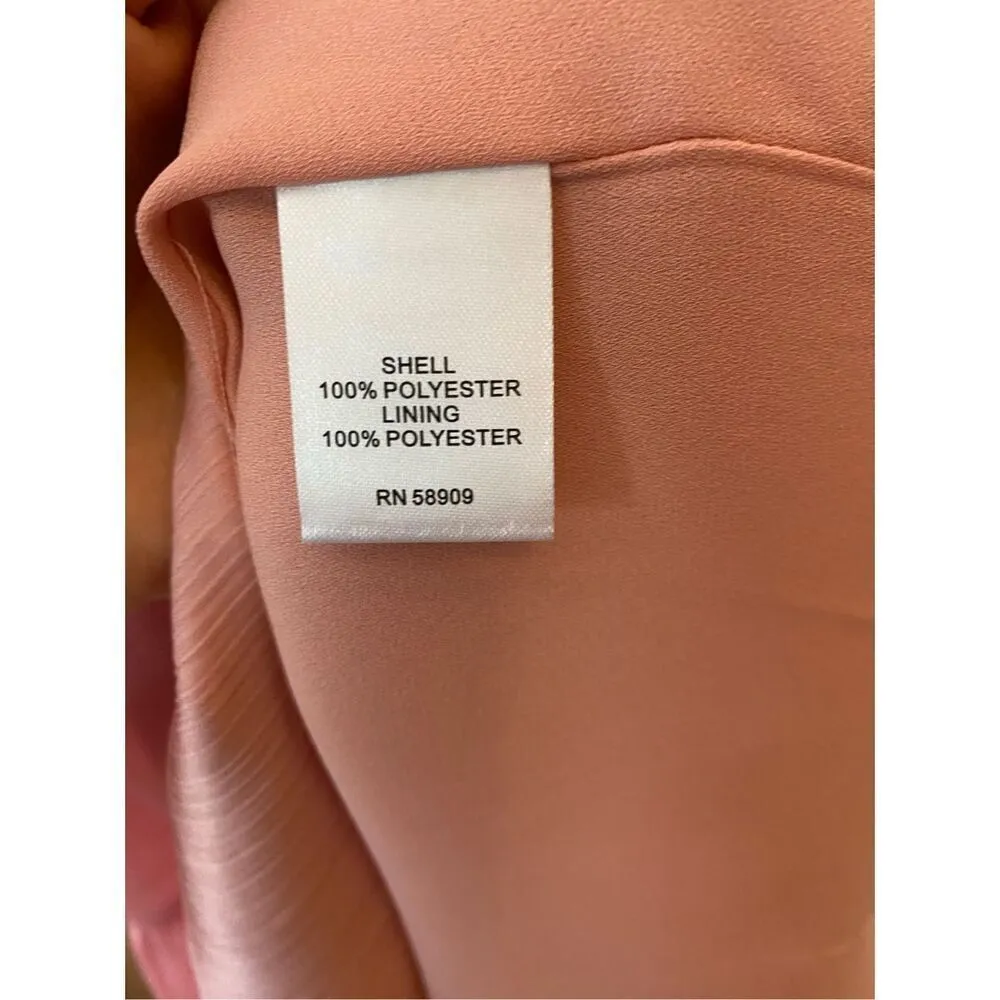 SHELL
100% POLYESTER
LINING
100% POLYESTER
RN 58909